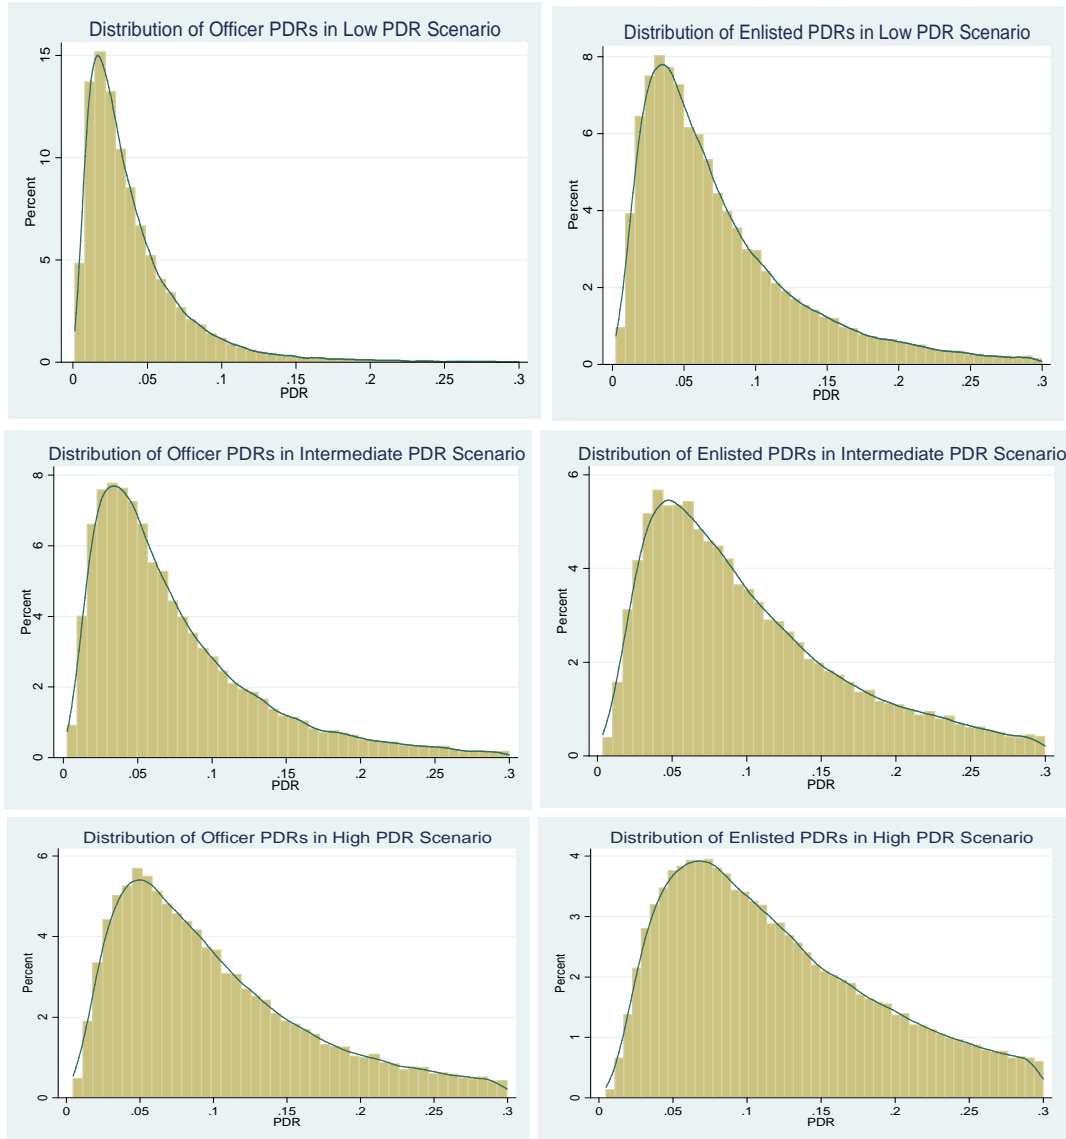 Distribution of Officer PDRs in Low PDR Scenario
Percent
15
10
5
0
0 .05 .1 .15 .2 .25 .3
PDR
Distribution of Enlisted PDRs in Low PDR Scenario
Percent
8
6
4
2
0
0 .05 .1 .15 .2 .25 .3
PDR
Distribution of Officer PDRs in Intermediate PDR Scenario
Percent
8
6
4
2
0
0 .05 .1 .15 .2 .25 .3
PDR
Distribution of Enlisted PDRs in Intermediate PDR Scenario
Percent
6
4
2
0
0 .05 .1 .15 .2 .25 .3
PDR
Distribution of Officer PDRs in High PDR Scenario
Percent
6
4
2
0
0 .05 .1 .15 .2 .25 .3
PDR
Distribution of Enlisted PDRs in High PDR Scenario
Percent
4
3
2
1
0
0 .05 .1 .15 .2 .25 .3
PDR